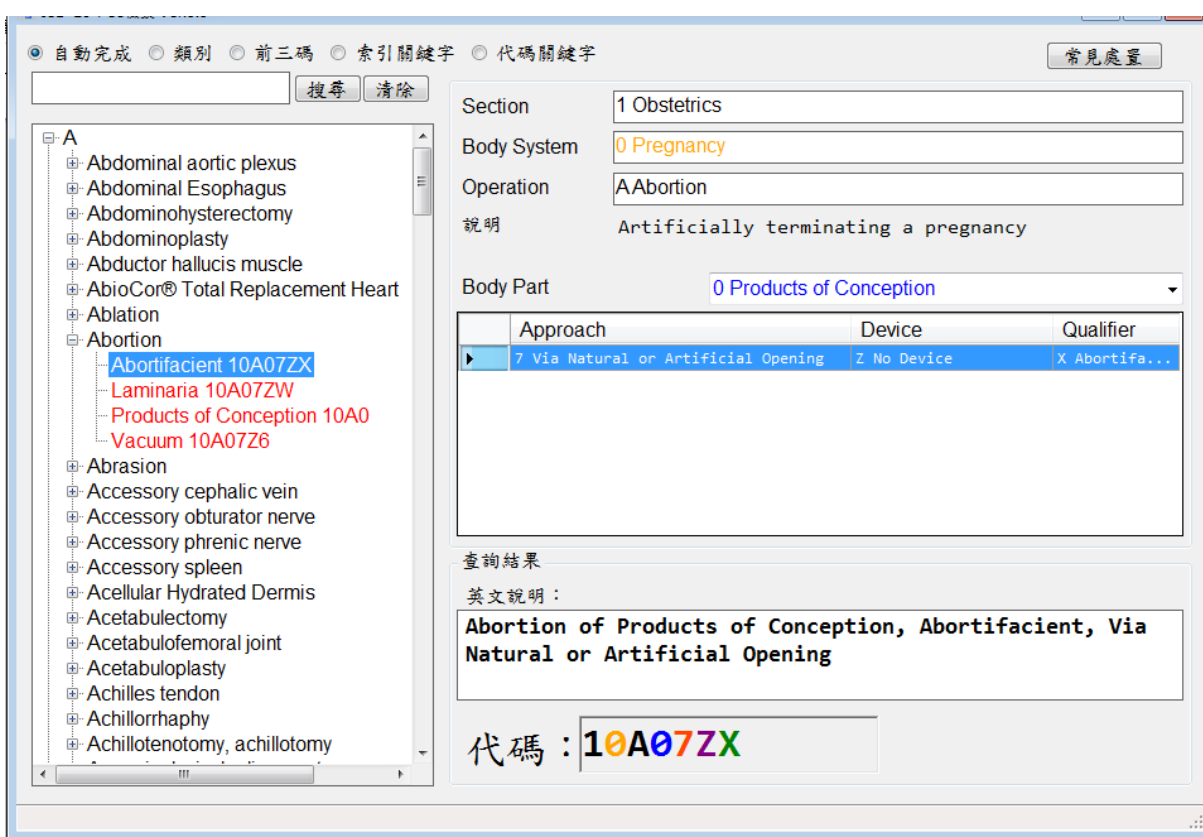 自動完成 類別 前三碼 索引關鍵字 代碼關鍵字
常見處置
搜尋 清除
A
Abdominal aortic plexus
Abdominal Esophagus
Abdominohysterectomy
Abdominoplasty
Abductor hallucis muscle
AbioCor® Total Replacement Heart
Ablation
Abortion
Abortifacient 10A07ZX
Laminaria 10A07ZW
Products of Conception 10A0
Vacuum 10A07Z6
Abrasion
Accessory cephalic vein
Accessory obturator nerve
Accessory phrenic nerve
Accessory spleen
Acellular Hydrated Dermis
Acetabulectomy
Acetabulofemoral joint
Acetabuloplasty
Achilles tendon
Achillorrhaphy
Achillotenotomy, achillotomy
Section 1 Obstetrics
Body System 0 Pregnancy
Operation A Abortion
說明 Artificially terminating a pregnancy
Body Part 0 Products of Conception
Approach Device Qualifier
7 Via Natural or Artificial Opening Z No Device X Abortifa...
查詢結果
英文說明：
Abortion of Products of Conception, Abortifacient, Via
Natural or Artificial Opening
代碼：10A07ZX